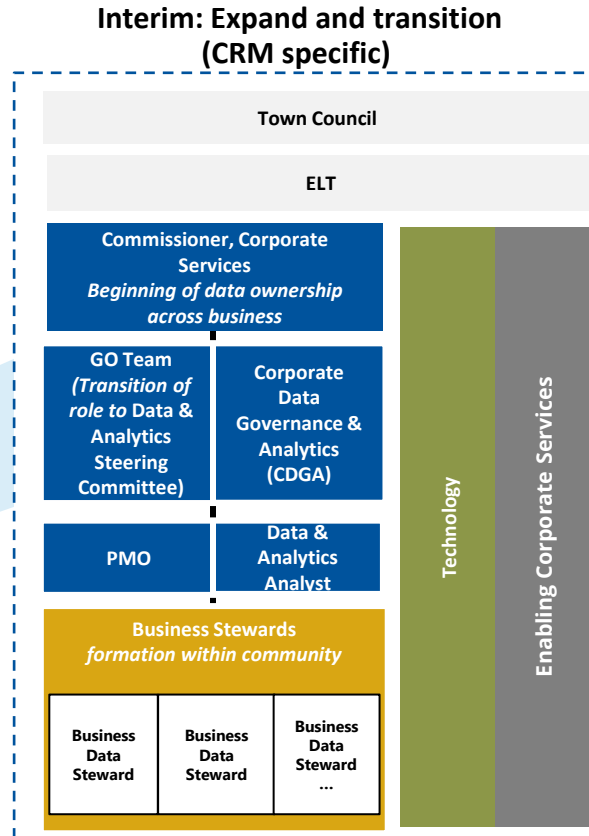 Interim: Expand and transition
(CRM specific)
Town Council
ELT
Commissioner, Corporate
Services
Beginning of data ownership
across business
GO Team
(Transition of
role to Data &
Analytics
Steering
Committee)
Corporate
Data
Governance &
Analytics
(CDGA)
PMO
Data &
Analytics
Analyst
Business Stewards
formation within community
Business
Data
Steward
Business
Data
Steward
Business
Data
Steward
...
Technology
Enabling Corporate Services